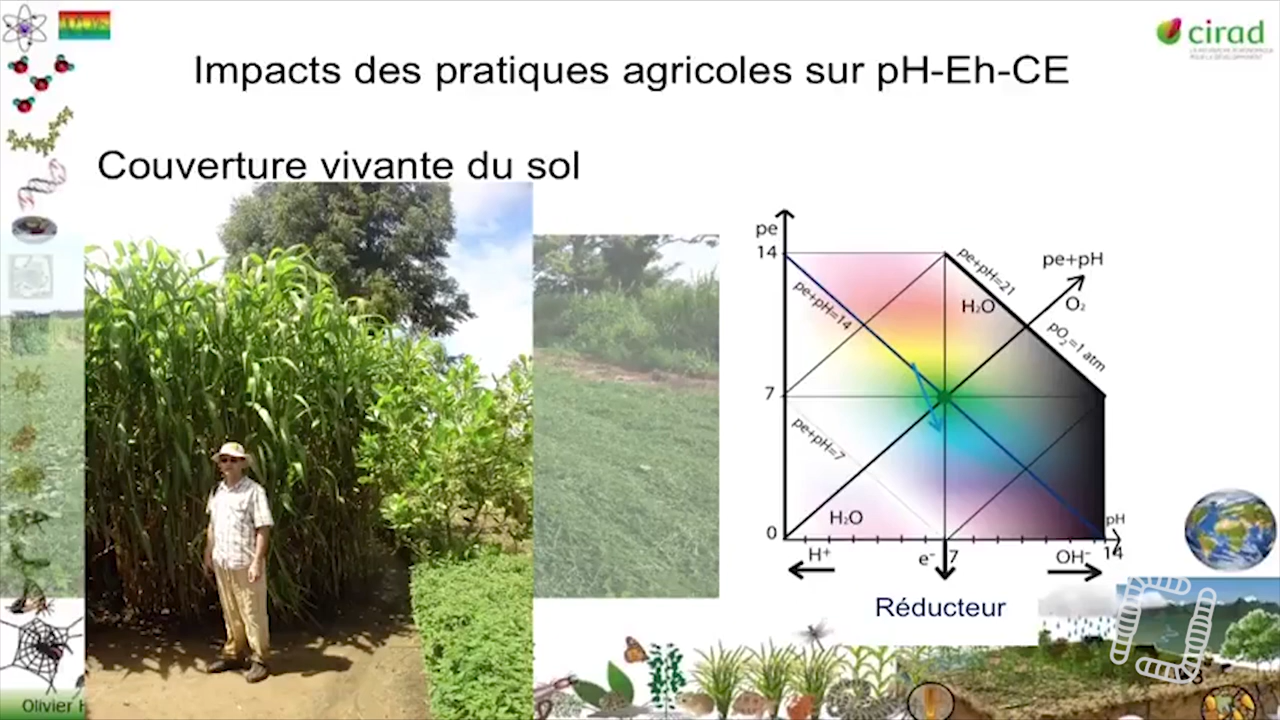 cirad
Impacts des pratiques agricoles sur pH-Eh-CE
Couverture vivante du sol
pe
14
7
0
pe+pH=14
pe+pH=7
pe+pH=21
pe+pH
H₂O
O₂
pO₂=1 atm
H₂O
pH
H⁺
e⁻
7
OH⁻
14
Réducteur
Olivier